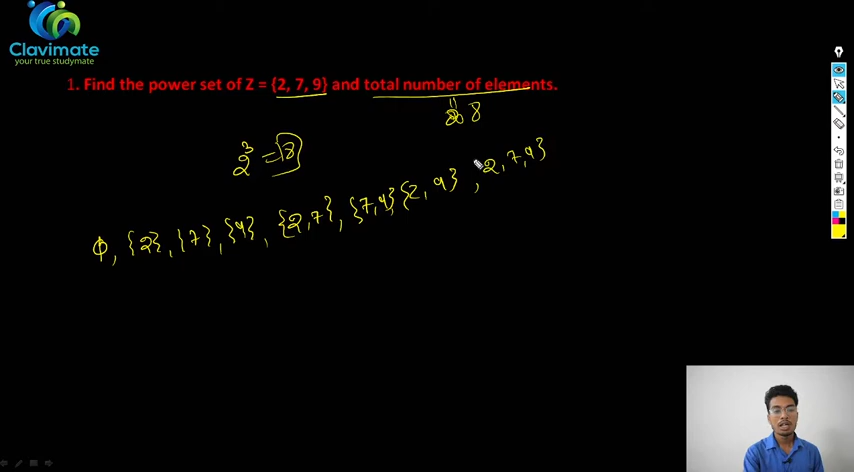 Clavimate
your true studymate
1. Find the power set of Z = {2, 7, 9} and total number of elements.
8
2³ = 8
ϕ, {2}, {7}, {9}, {2,7}, {7,9} {2, 9} , 2, 7, 9}